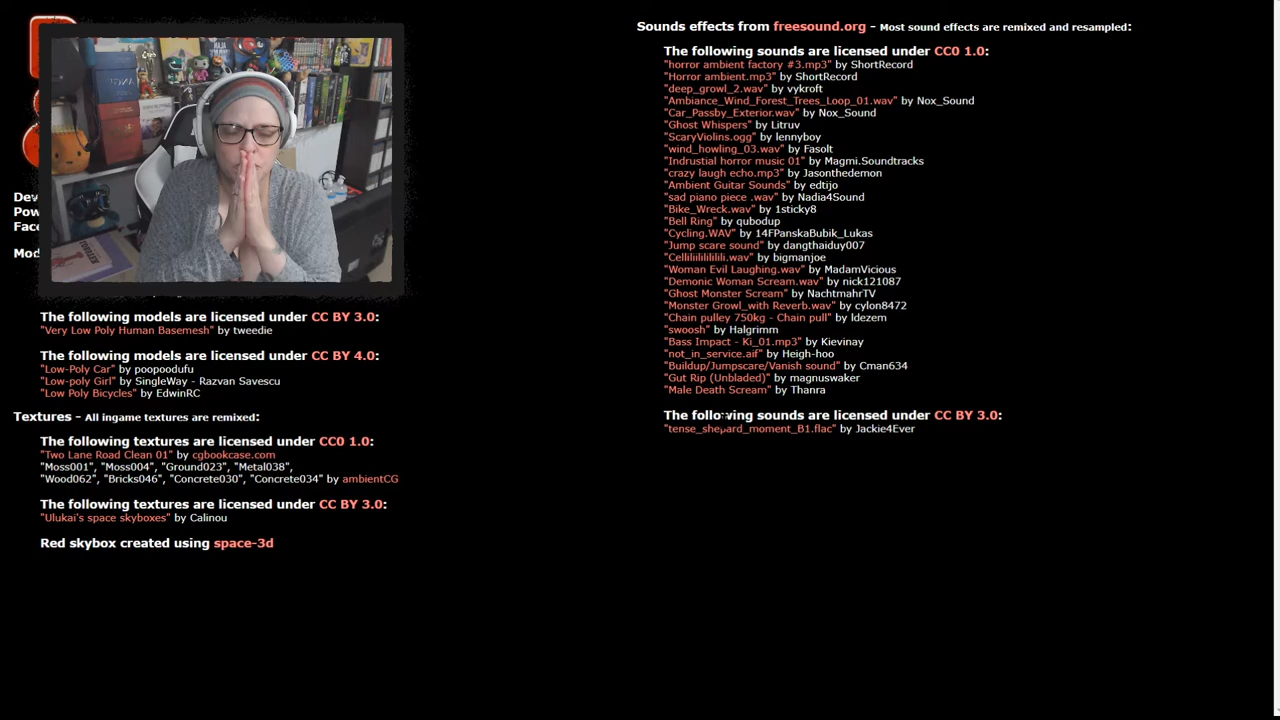 Dev
Pow
Face
Mod
The following models are licensed under CC BY 3.0:
"Very Low Poly Human Basemesh" by tweedie
The following models are licensed under CC BY 4.0:
"Low-Poly Car" by poopoodufu
"Low-poly Girl" by SingleWay - Razvan Savescu
"Low Poly Bicycles" by EdwinRC
Textures - All ingame textures are remixed:
The following textures are licensed under CC0 1.0:
"Two Lane Road Clean 01" by cgbookcase.com
"Moss001", "Moss004", "Ground023", "Metal038",
"Wood062", "Bricks046", "Concrete030", "Concrete034" by ambientCG
The following textures are licensed under CC BY 3.0:
"Ulukai's space skyboxes" by Calinou
Red skybox created using space-3d
Sounds effects from freesound.org - Most sound effects are remixed and resampled:
The following sounds are licensed under CC0 1.0:
"horror ambient factory #3.mp3" by ShortRecord
"Horror ambient.mp3" by ShortRecord
"deep_growl_2.wav" by vykroft
"Ambiance_Wind_Forest_Trees_Loop_01.wav" by Nox_Sound
"Car_Passby_Exterior.wav" by Nox_Sound
"Ghost Whispers" by Litruv
"ScaryViolins.ogg" by lennyboy
"wind_howling_03.wav" by Fasolt
"Indrustial horror music 01" by Magmi.Soundtracks
"crazy laugh echo.mp3" by Jasonthedemon
"Ambient Guitar Sounds" by edtijo
"sad piano piece .wav" by Nadia4Sound
"Bike_Wreck.wav" by 1sticky8
"Bell Ring" by qubodup
"Cycling.WAV" by 14FPanskaBubik_Lukas
"Jump scare sound" by dangthaiduy007
"Celliiliililili.wav" by bigmanjoe
"Woman Evil Laughing.wav" by MadamVicious
"Demonic Woman Scream.wav" by nick121087
"Ghost Monster Scream" by NachtmahrTV
"Monster Growl_with Reverb.wav" by cylon8472
"Chain pulley 750kg - Chain pull" by ldezem
"swoosh" by Halgrimm
"Bass Impact - Ki_01.mp3" by Kievinay
"not_in_service.aif" by Heigh-hoo
"Buildup/Jumpscare/Vanish sound" by Cman634
"Gut Rip (Unbladed)" by magnuswaker
"Male Death Scream" by Thanra
The following sounds are licensed under CC BY 3.0:
"tense_shepard_moment_B1.flac" by Jackie4Ever